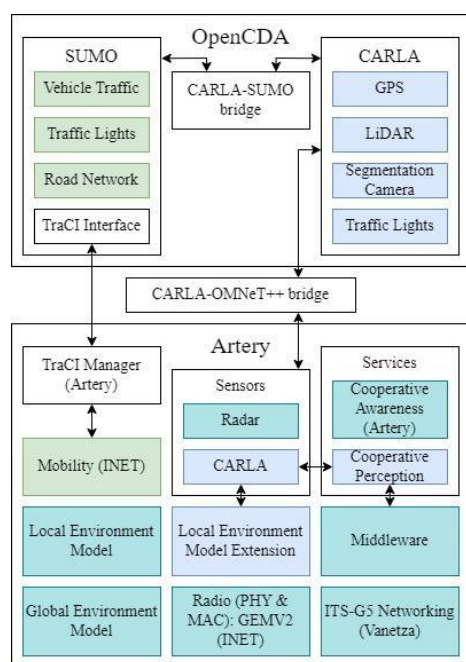 OpenCDA
SUMO
Vehicle Traffic
Traffic Lights
Road Network
TraCI Interface
CARLA-SUMO
bridge
CARLA
GPS
LiDAR
Segmentation
Camera
Traffic Lights
CARLA-OMNeT++ bridge
Artery
TraCI Manager
(Artery)
Mobility (INET)
Local Environment
Model
Global Environment
Model
Sensors
Radar
CARLA
Local Environment
Model Extension
Radio (PHY &
MAC): GEMV2
(INET)
Services
Cooperative
Awareness
(Artery)
Cooperative
Perception
Middleware
ITS-G5 Networking
(Vanetza)